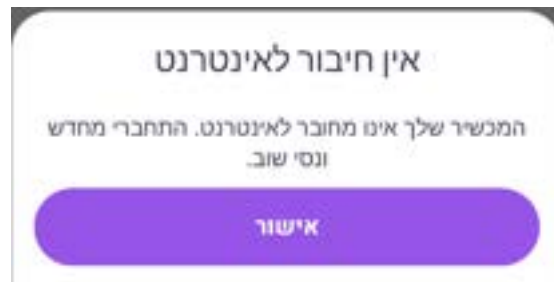 אין חיבור לאינטרנט
המכשיר שלך אינו מחובר לאינטרנט. התחברי מחדש
ונסי שוב.
אישור